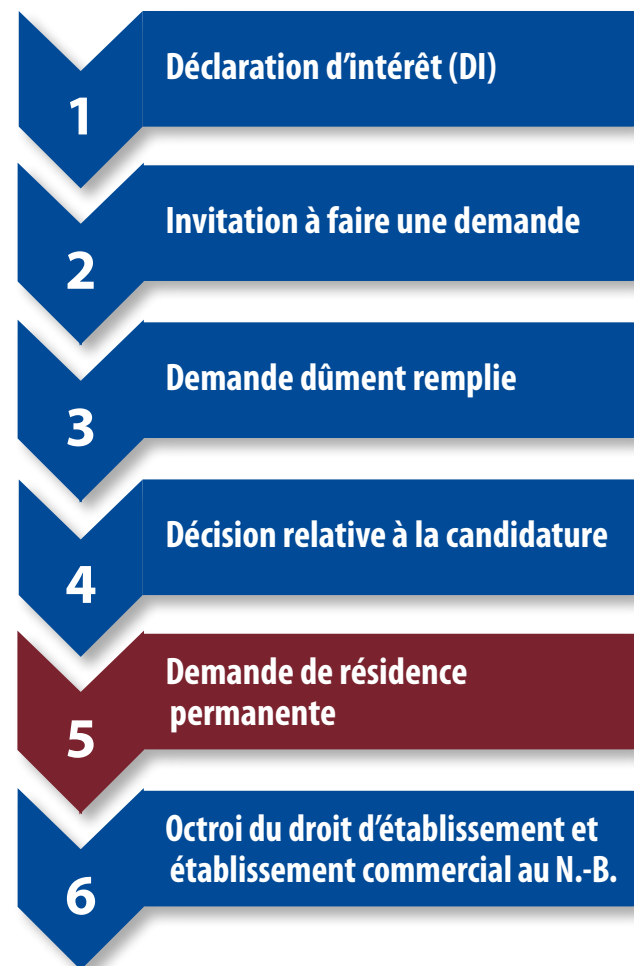 1
Déclaration d’intérêt (DI)
2
Invitation à faire une demande
3
Demande dûment remplie
4
Décision relative à la candidature
5
Demande de résidence
permanente
6
Octroi du droit d’établissement et
établissement commercial au N.-B.